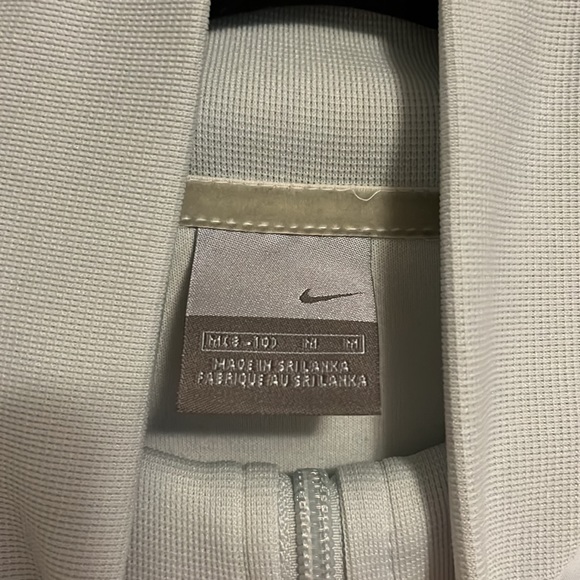 M(8-10) M M
MADE IN SRI LANKA
FABRIQUE AU SRI LANKA